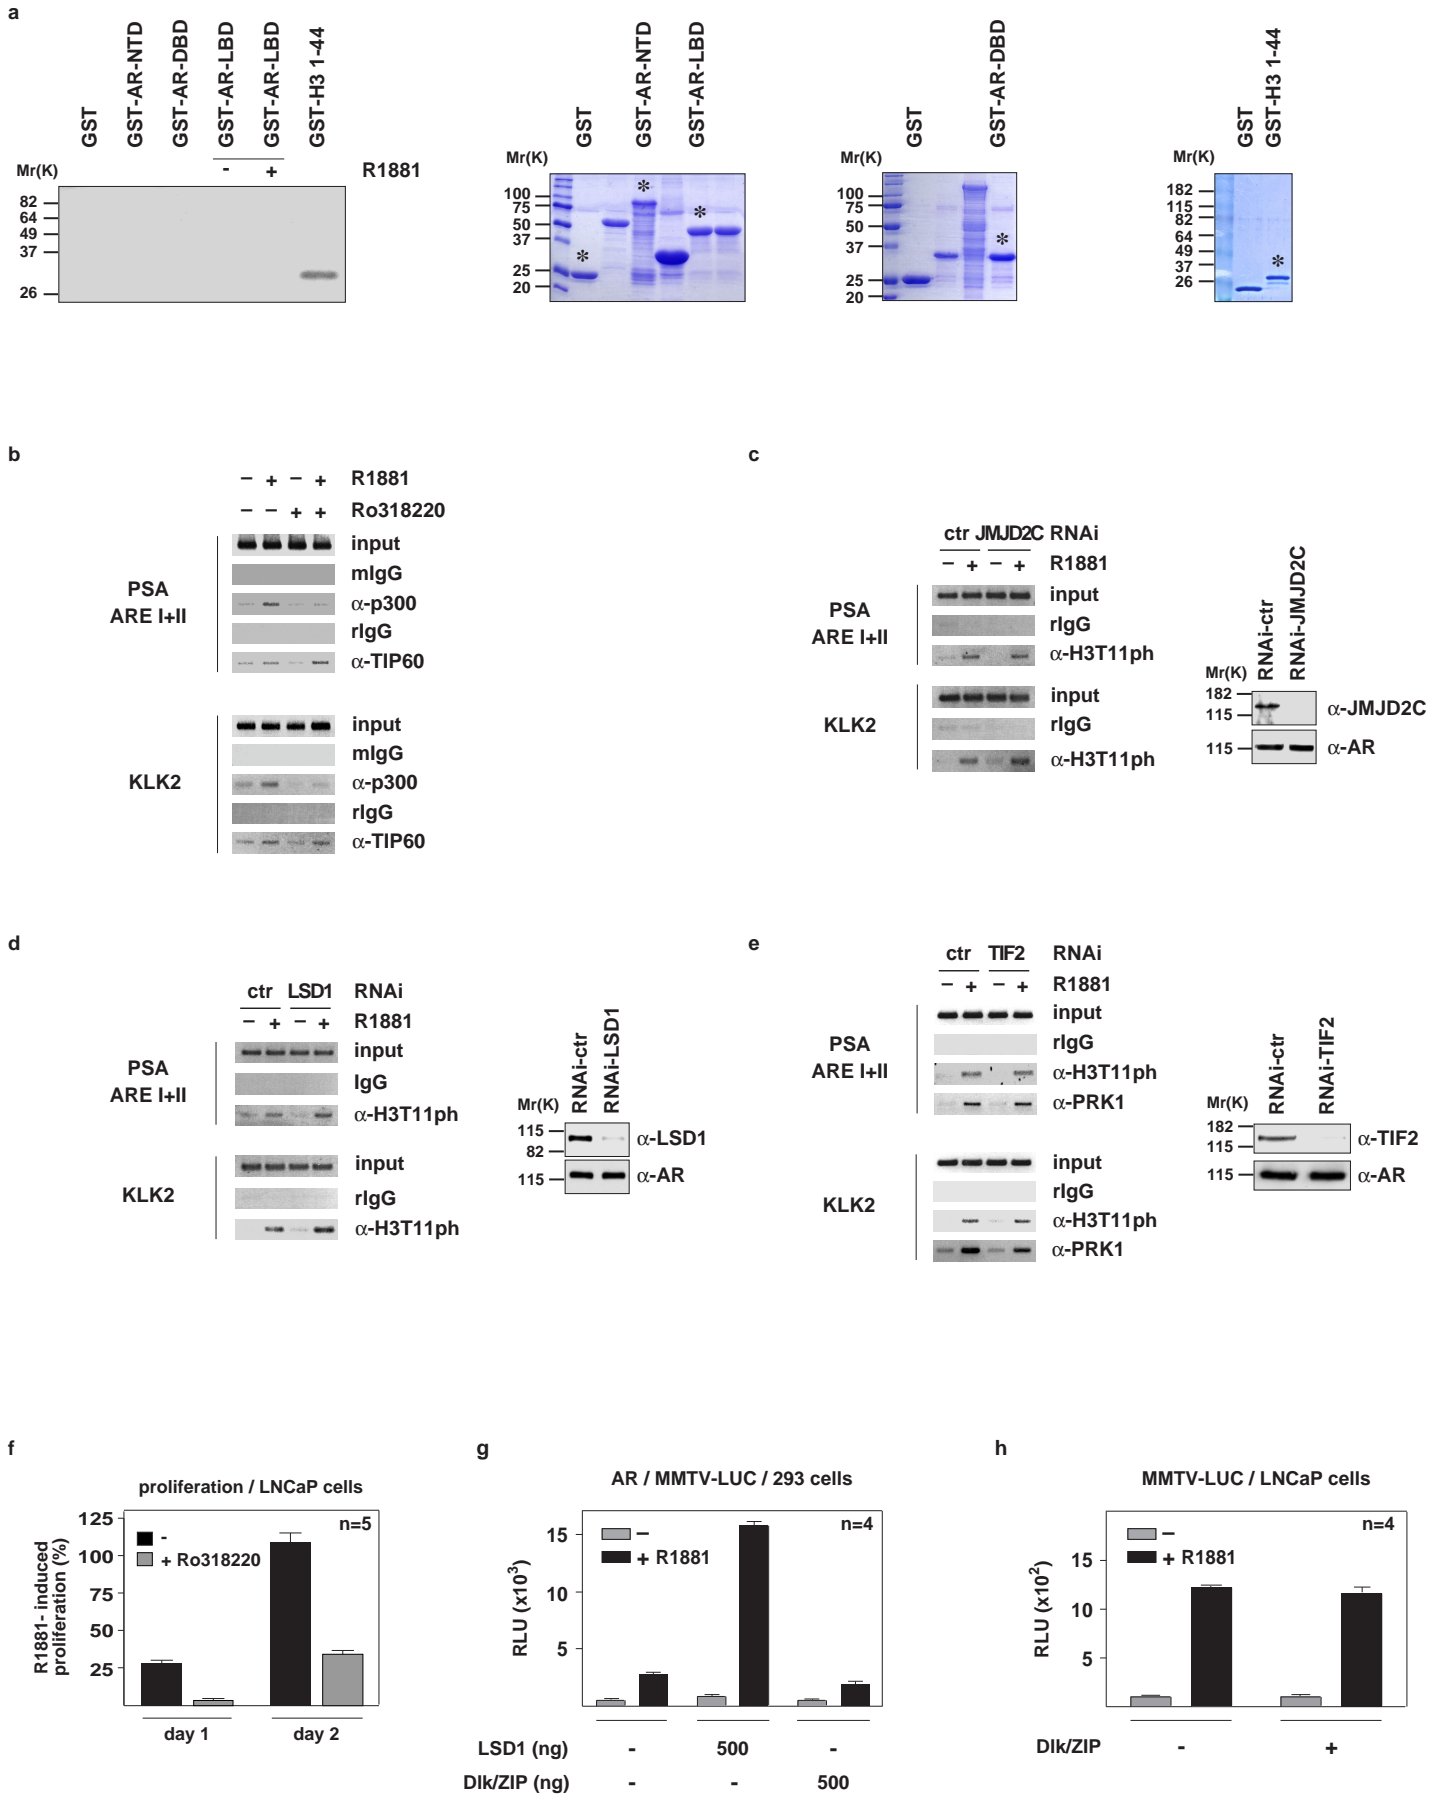 a
GST
GST-AR-NTD
GST-AR-DBD
GST-AR-LBD
GST-AR-LBD
GST-H3 1-44
- + R1881
Mr(K)
82
64
49
37
26
GST
GST-AR-NTD
GST-AR-LBD
Mr(K)
100
75
50
37
25
20
* * *
GST
GST-AR-DBD
Mr(K)
100
75
50
37
25
20
*
GST
GST-H3 1-44
Mr(K)
182
115
82
64
49
37
26
*
b
– + – + R1881
– – + + Ro318220
PSA
ARE I+II
input
mIgG
α-p300
rIgG
α-TIP60
KLK2
input
mIgG
α-p300
rIgG
α-TIP60
c
ctr JMJD2C RNAi
– + – + R1881
PSA
ARE I+II
input
rIgG
α-H3T11ph
KLK2
input
rIgG
α-H3T11ph
RNAi-ctr
RNAi-JMJD2C
Mr(K)
182
115
α-JMJD2C
115
α-AR
d
ctr LSD1 RNAi
– + – + R1881
PSA
ARE I+II
input
IgG
α-H3T11ph
KLK2
input
rIgG
α-H3T11ph
RNAi-ctr
RNAi-LSD1
Mr(K)
115
82
α-LSD1
115
α-AR
e
ctr TIF2 RNAi
– + – + R1881
PSA
ARE I+II
input
rIgG
α-H3T11ph
α-PRK1
KLK2
input
rIgG
α-H3T11ph
α-PRK1
RNAi-ctr
RNAi-TIF2
Mr(K)
182
115
α-TIF2
115
α-AR
f
proliferation / LNCaP cells
R1881- induced
proliferation (%)
125
100
75
50
25
-
+ Ro318220
n=5
day 1 day 2
g
AR / MMTV-LUC / 293 cells
RLU (x10³)
15
10
5
–
+ R1881
n=4
LSD1 (ng) - 500 -
Dlk/ZIP (ng) - - 500
h
MMTV-LUC / LNCaP cells
RLU (x10²)
15
10
5
–
+ R1881
n=4
Dlk/ZIP - +